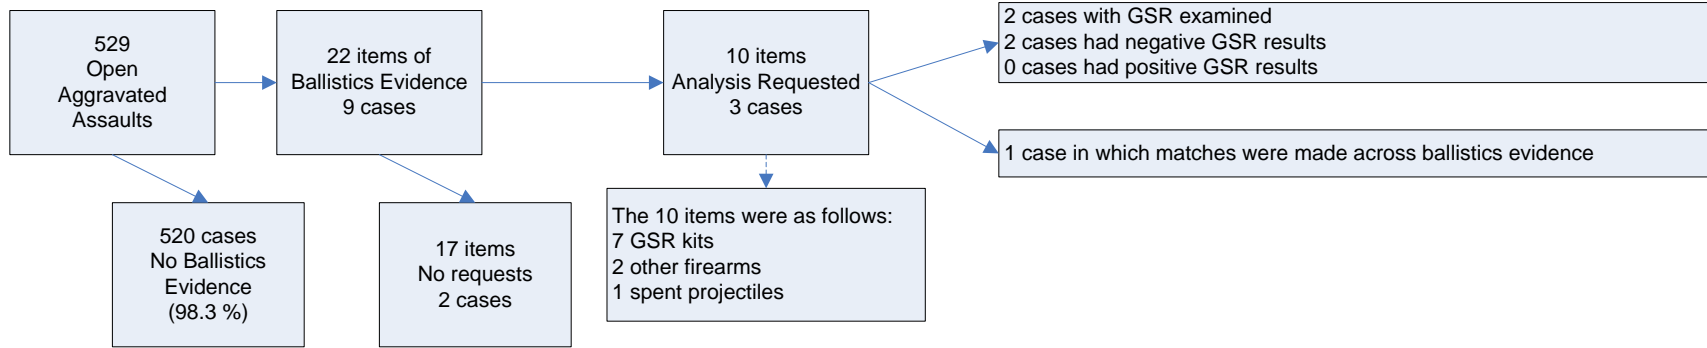 529
Open
Aggravated
Assaults
22 items of
Ballistics Evidence
9 cases
10 items
Analysis Requested
3 cases
2 cases with GSR examined
2 cases had negative GSR results
0 cases had positive GSR results
1 case in which matches were made across ballistics evidence
520 cases
No Ballistics
Evidence
(98.3 %)
17 items
No requests
2 cases
The 10 items were as follows:
7 GSR kits
2 other firearms
1 spent projectiles